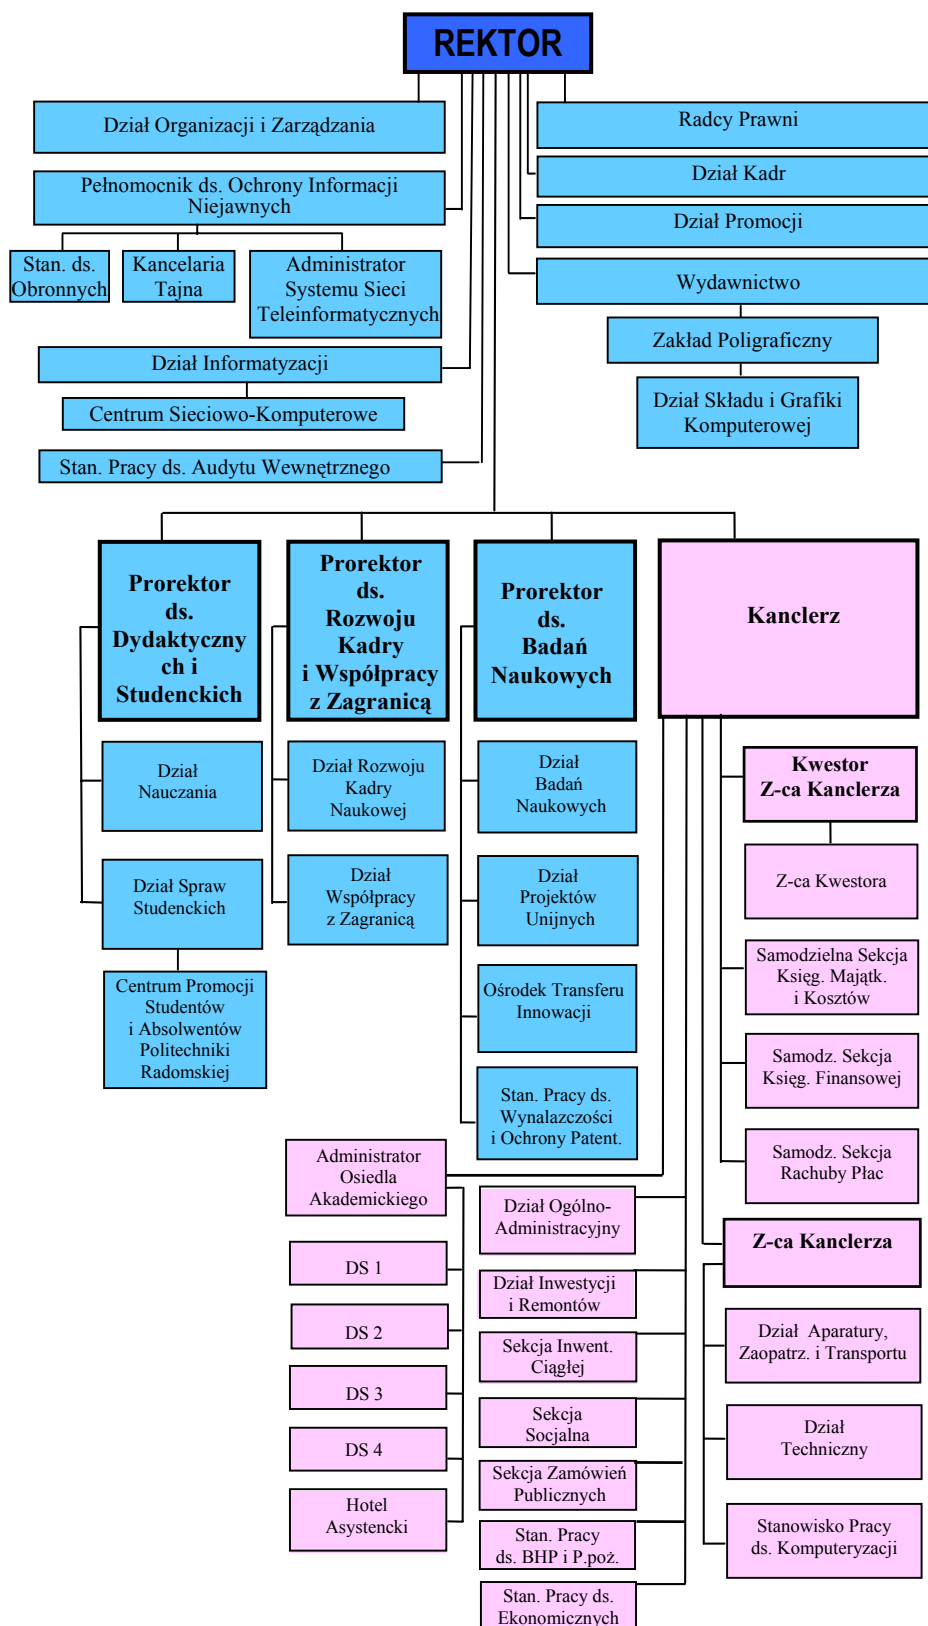 REKTOR
Dział Organizacji i Zarządzania
Radcy Prawni
Pełnomocnik ds. Ochrony Informacji
Niejawnych
Dział Kadr
Dział Promocji
Stan. ds.
Obronnych
Kancelaria
Tajna
Administrator
Systemu Sieci
Teleinformatycznych
Wydawnictwo
Zakład Poligraficzny
Dział Informatyzacji
Dział Składu i Grafiki
Komputerowej
Centrum Sieciowo-Komputerowe
Stan. Pracy ds. Audytu Wewnętrznego
Prorektor
ds.
Dydaktyczny
ch i
Studenckich
Prorektor
ds.
Rozwoju
Kadry
i Współpracy
z Zagranicą
Prorektor
ds.
Badań
Naukowych
Kanclerz
Dział
Nauczania
Dział Spraw
Studenckich
Centrum Promocji
Studentów
i Absolwentów
Politechniki
Radomskiej
Dział Rozwoju
Kadry
Naukowej
Dział
Współpracy
z Zagranicą
Dział
Badań
Naukowych
Dział
Projektów
Unijnych
Ośrodek Transferu
Innowacji
Stan. Pracy ds.
Wynalazczości
i Ochrony Patent.
Kwestor
Z-ca Kanclerza
Z-ca Kwestora
Samodzielna Sekcja
Księg. Majątk.
i Kosztów
Samodz. Sekcja
Księg. Finansowej
Samodz. Sekcja
Rachuby Płac
Administrator
Osiedla
Akademickiego
DS 1
DS 2
DS 3
DS 4
Hotel
Asystencki
Dział Ogólno-
Administracyjny
Dział Inwestycji
i Remontów
Sekcja Inwent.
Ciągłej
Sekcja
Socjalna
Sekcja Zamówień
Publicznych
Stan. Pracy
ds. BHP i P.poż.
Stan. Pracy ds.
Ekonomicznych
Z-ca Kanclerza
Dział Aparatury,
Zaopatrz. i Transportu
Dział
Techniczny
Stanowisko Pracy
ds. Komputeryzacji